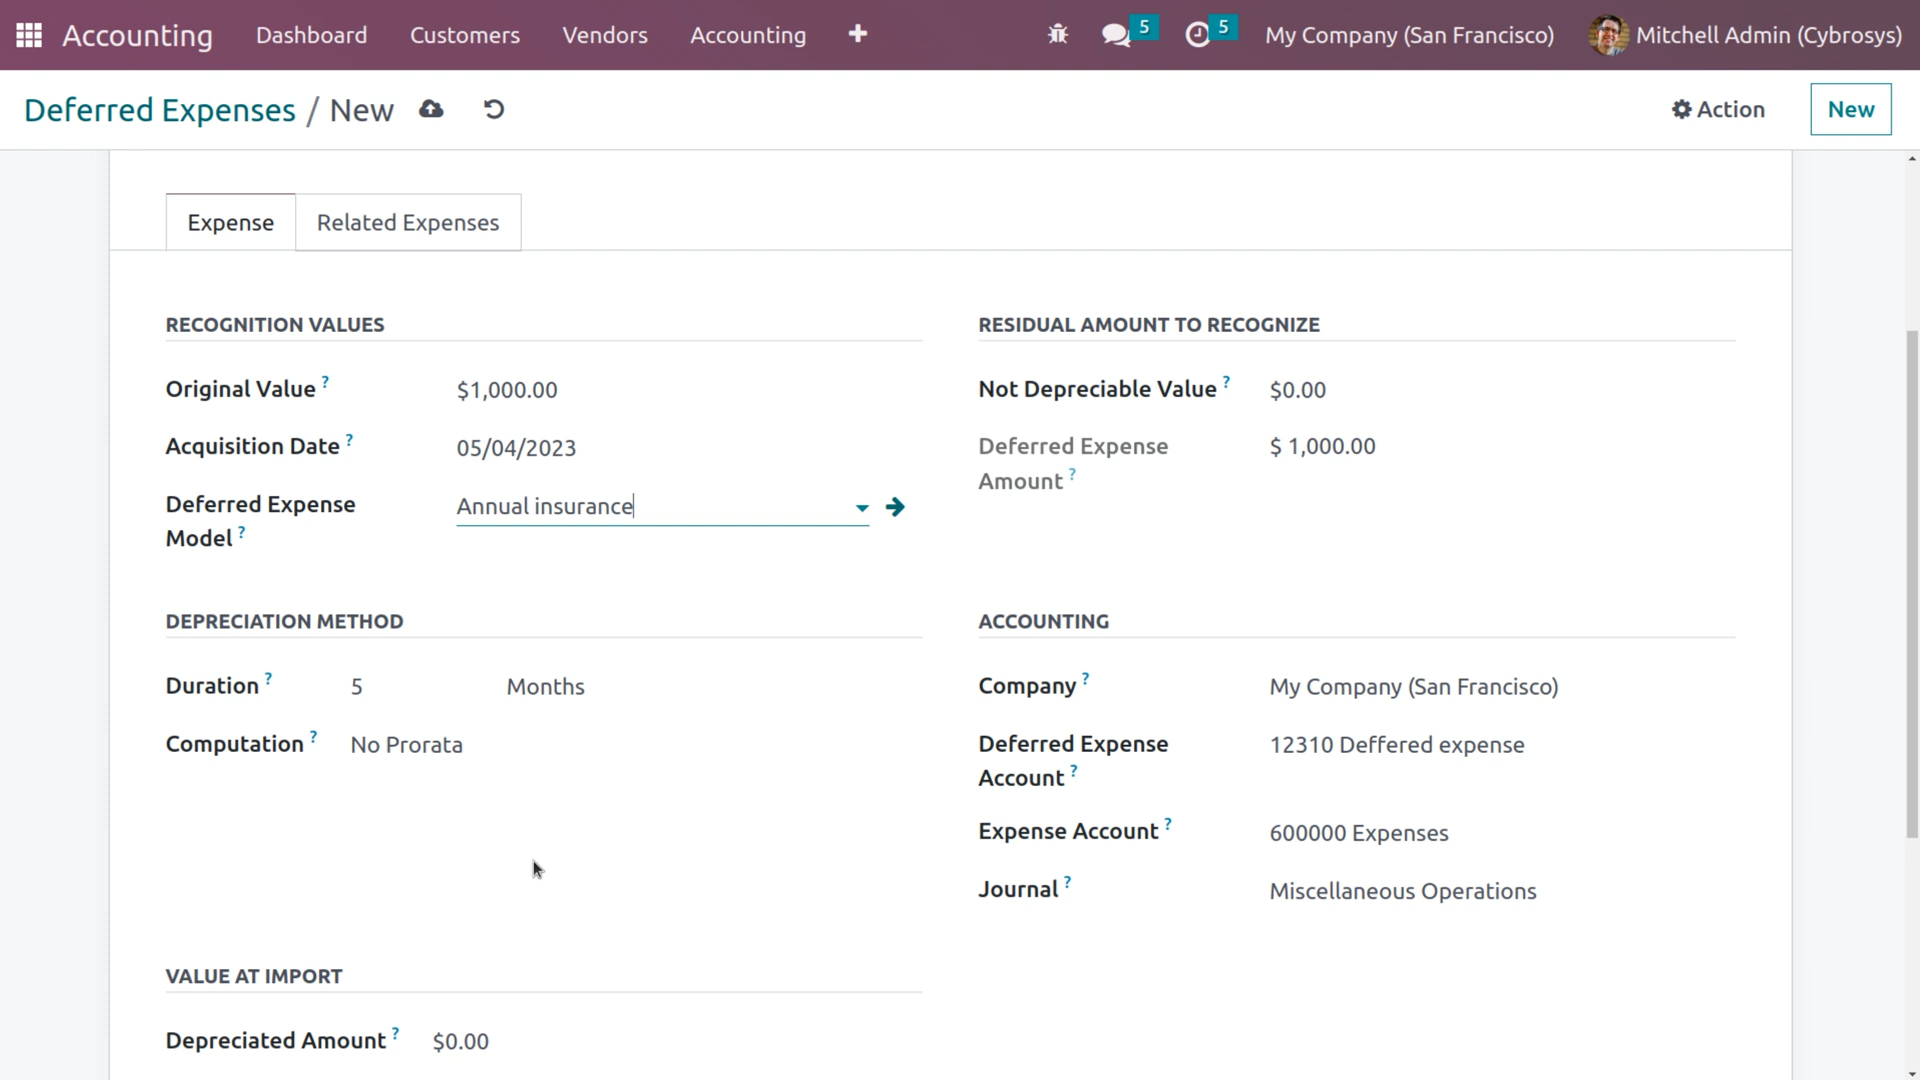 Accounting Dashboard Customers Vendors Accounting 5 5 My Company (San Francisco) Mitchell Admin (Cybrosys)
Deferred Expenses / New Action New
Expense Related Expenses
RECOGNITION VALUES
Original Value ? $1,000.00
Acquisition Date ? 05/04/2023
Deferred Expense Annual insurance
Model ?
RESIDUAL AMOUNT TO RECOGNIZE
Not Depreciable Value ? $0.00
Deferred Expense $ 1,000.00
Amount ?
DEPRECIATION METHOD
Duration ? 5 Months
Computation ? No Prorata
ACCOUNTING
Company ? My Company (San Francisco)
Deferred Expense 12310 Deffered expense
Account ?
Expense Account ? 600000 Expenses
Journal ? Miscellaneous Operations
VALUE AT IMPORT
Depreciated Amount ? $0.00